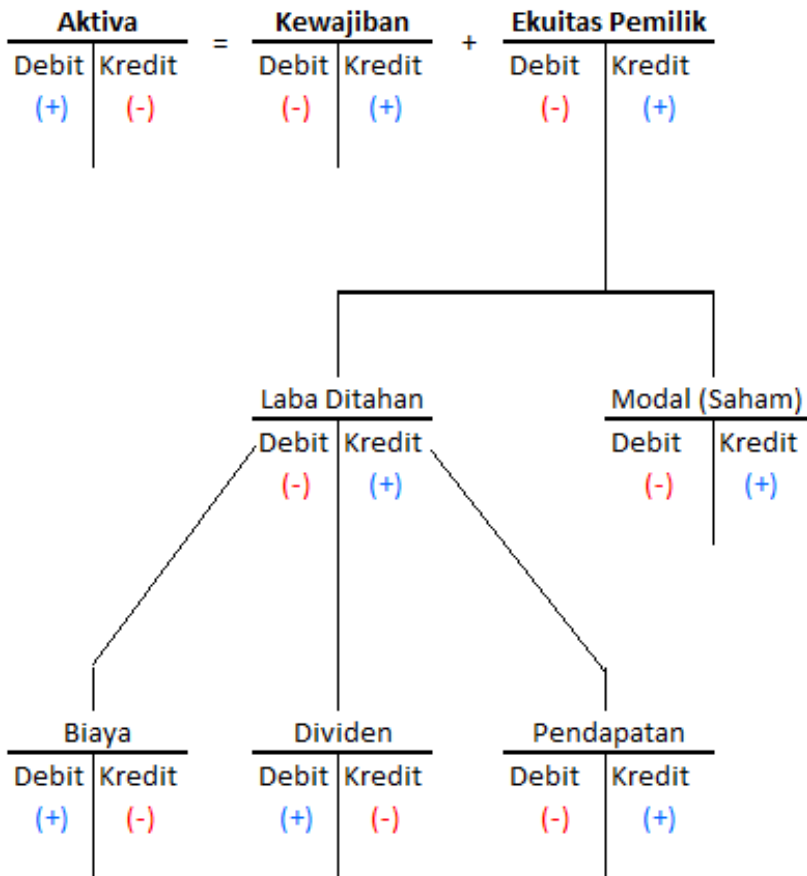 Aktiva = Kewajiban + Ekuitas Pemilik
Debit Kredit Debit Kredit Debit Kredit
(+) (-) (-) (+) (-) (+)
Laba Ditahan Modal (Saham)
Debit Kredit Debit Kredit
(-) (+) (-) (+)
Biaya Dividen Pendapatan
Debit Kredit Debit Kredit Debit Kredit
(+) (-) (+) (-) (-) (+)